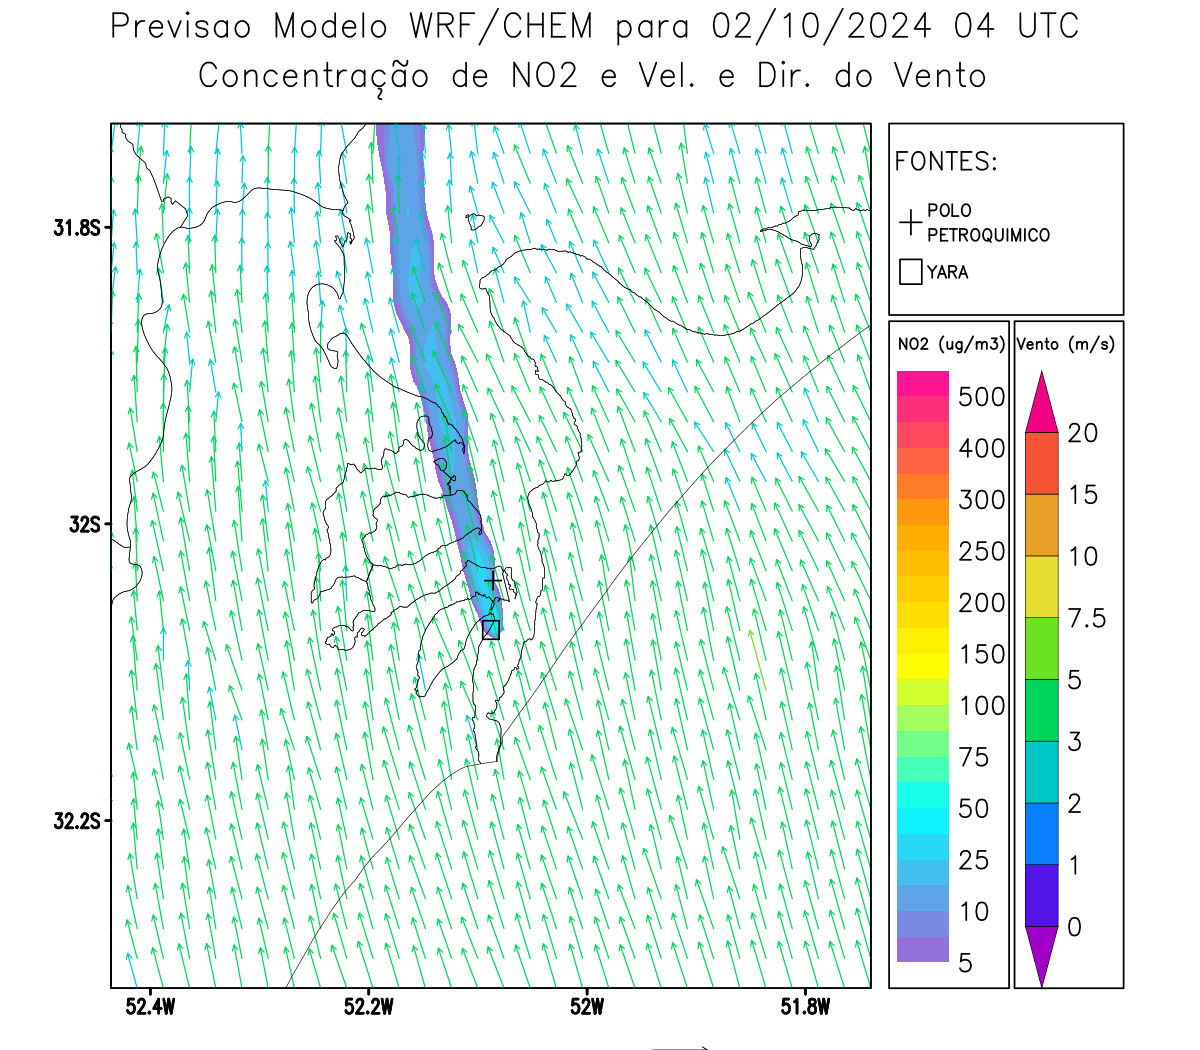 Previsao Modelo WRF/CHEM para 02/10/2024 04 UTC
Concentração de NO2 e Vel. e Dir. do Vento
FONTES:
POLO
PETROQUIMICO
YARA
31.8S
32S
32.2S
52.4W
52.2W
52W
51.8W
NO2 (ug/m3)
500
400
300
250
200
150
100
75
50
25
10
5
Vento (m/s)
20
15
10
7.5
5
3
2
1
0